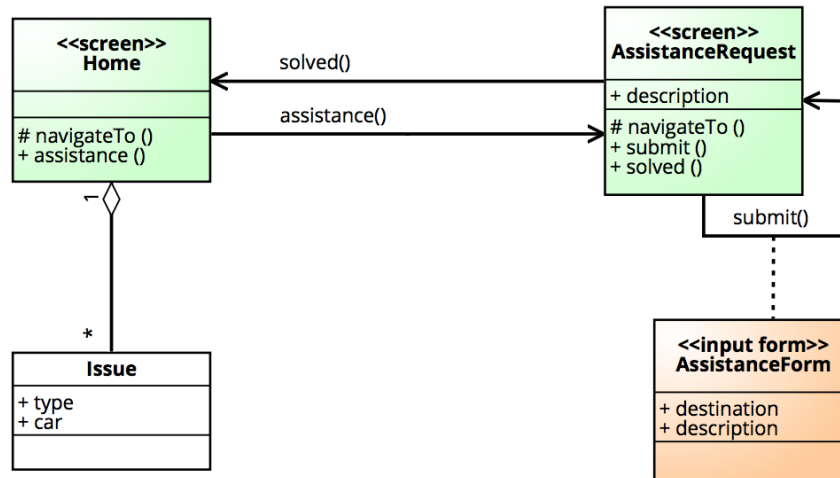 <<screen>>
Home
# navigateTo ()
+ assistance ()
solved()
assistance()
<<screen>>
AssistanceRequest
+ description
# navigateTo ()
+ submit ()
+ solved ()
submit()
1
*
Issue
+ type
+ car
<<input form>>
AssistanceForm
+ destination
+ description